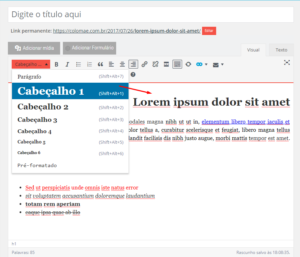 Digite o título aqui
Link permanente: https://colorsae.com.br/2017/07/26/lorem-ipsum-dolor-sit-amet/ Editar
Adicionar mídia Adicionar Formulário Visual Texto
Cabeçalho ...
Parágrafo (Shift+Alt+7)
Cabeçalho 1 (Shift+Alt+1)
Cabeçalho 2 (Shift+Alt+2)
Cabeçalho 3 (Shift+Alt+3)
Cabeçalho 4 (Shift+Alt+4)
Cabeçalho 5 (Shift+Alt+5)
Cabeçalho 6 (Shift+Alt+6)
Pré-formatado
Lorem ipsum dolor sit amet
sodales magna nibh ut ut in, elementum libero tempor iaculis et
dolor tellus a, curabitur scelerisque et feugiat, libero magna tellus
blandit facilisis dis nibh justo augue, morbi mattis tempor est amet.
Sed ut perspiciatis unde omnis iste natus error
sit voluptatem accusantium doloremque laudantium
totam rem aperiam
eaque ipsa quae ab illo
Palavras: 89 Rascunho salvo às 18:08:25.